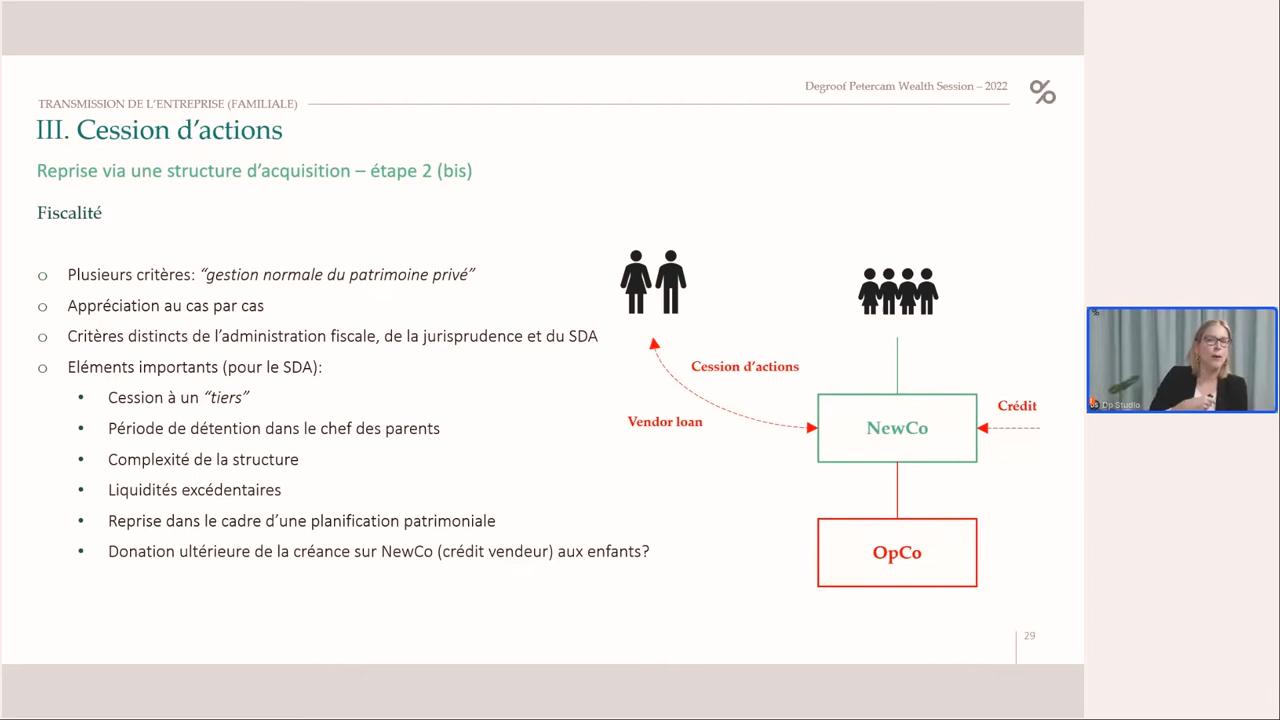 Degroof Petercam Wealth Session – 2022
TRANSMISSION DE L'ENTREPRISE (FAMILIALE)
III. Cession d'actions
Reprise via une structure d'acquisition – étape 2 (bis)
Fiscalité
Plusieurs critères: “gestion normale du patrimoine privé”
Appréciation au cas par cas
Critères distincts de l'administration fiscale, de la jurisprudence et du SDA
Eléments importants (pour le SDA):
Cession à un “tiers”
Période de détention dans le chef des parents
Complexité de la structure
Liquidités excédentaires
Reprise dans le cadre d'une planification patrimoniale
Donation ultérieure de la créance sur NewCo (crédit vendeur) aux enfants?
Cession d'actions
Vendor loan
Crédit
NewCo
OpCo
29
Dp Studio